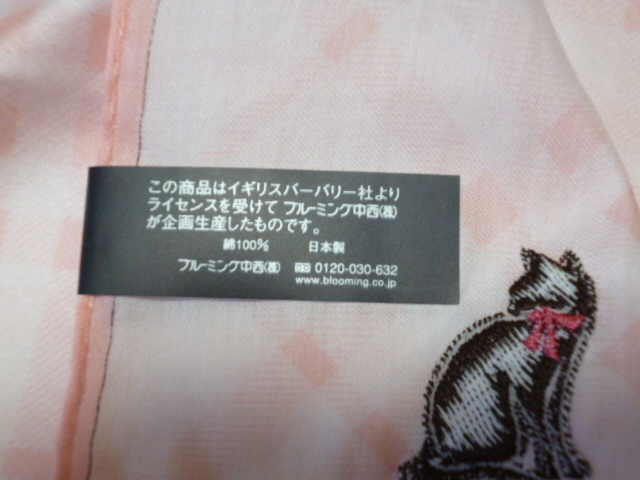 この商品はイギリスバーバリー社より
ライセンスを受けて ブルーミング中西㈱
が企画生産したものです。
綿100% 日本製
ブルーミング中西㈱ 0120-030-632
www.blooming.co.jp